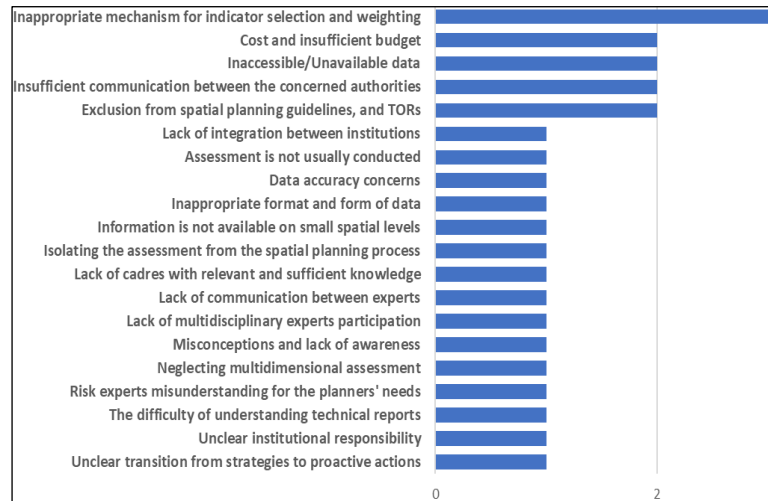 Inappropriate mechanism for indicator selection and weighting
Cost and insufficient budget
Inaccessible/Unavailable data
Insufficient communication between the concerned authorities
Exclusion from spatial planning guidelines, and TORs
Lack of integration between institutions
Assessment is not usually conducted
Data accuracy concerns
Inappropriate format and form of data
Information is not available on small spatial levels
Isolating the assessment from the spatial planning process
Lack of cadres with relevant and sufficient knowledge
Lack of communication between experts
Lack of multidisciplinary experts participation
Misconceptions and lack of awareness
Neglecting multidimensional assessment
Risk experts misunderstanding for the planners' needs
The difficulty of understanding technical reports
Unclear institutional responsibility
Unclear transition from strategies to proactive actions
0 2